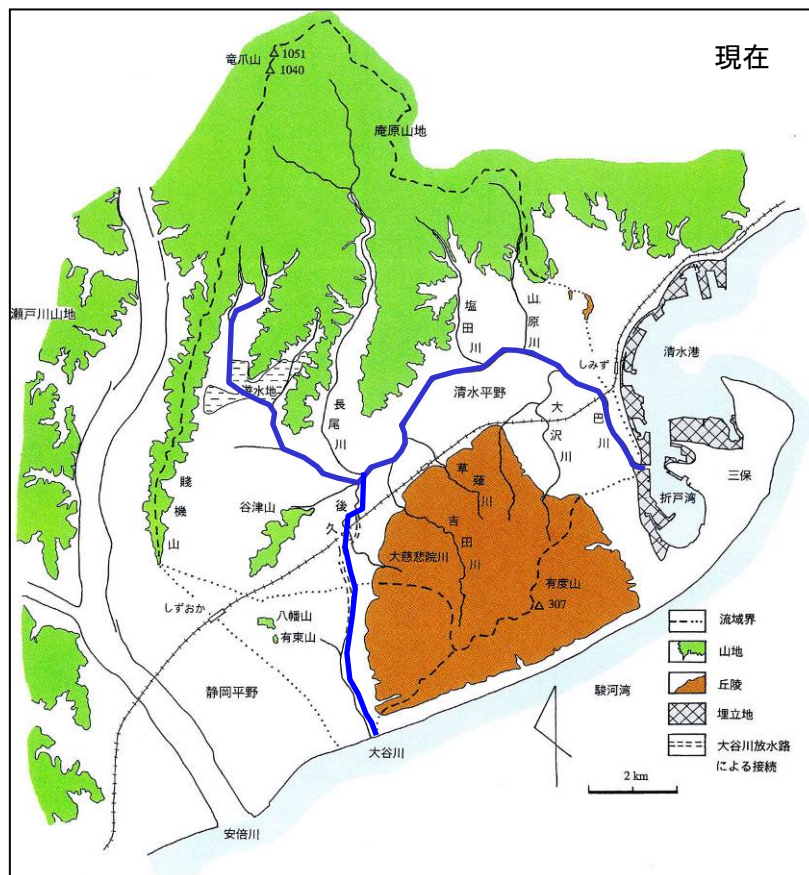 現在
竜爪山
1051
1040
庵原山地
瀬戸川山地
塩田川
山原川
しみず
清水港
遊水地
長尾川
清水平野
大沢川
巴川
三保
折戸湾
賤機山
谷津山
後久
草薙川
吉田川
大慈悲院川
有度山
307
しずおか
八幡山
有東山
静岡平野
駿河湾
大谷川
安倍川
流域界
山地
丘陵
埋立地
大谷川放水路
による接続
2 km